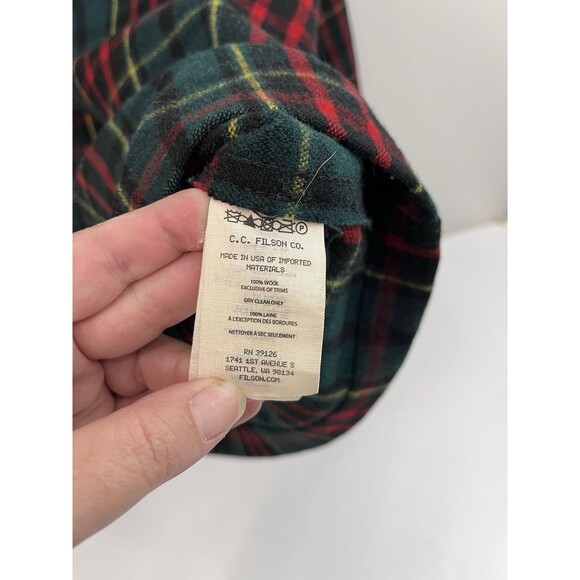 P
C.C. FILSON CO.
MADE IN USA OF IMPORTED
MATERIALS
100% WOOL
EXCLUSIVE OF TRIMS
DRY CLEAN ONLY
100% LAINE
À L'EXCEPTION DES BORDURES
NETTOYER À SEC SEULEMENT
RN 39126
1741 1ST AVENUE S
SEATTLE, WA 98134
FILSON.COM